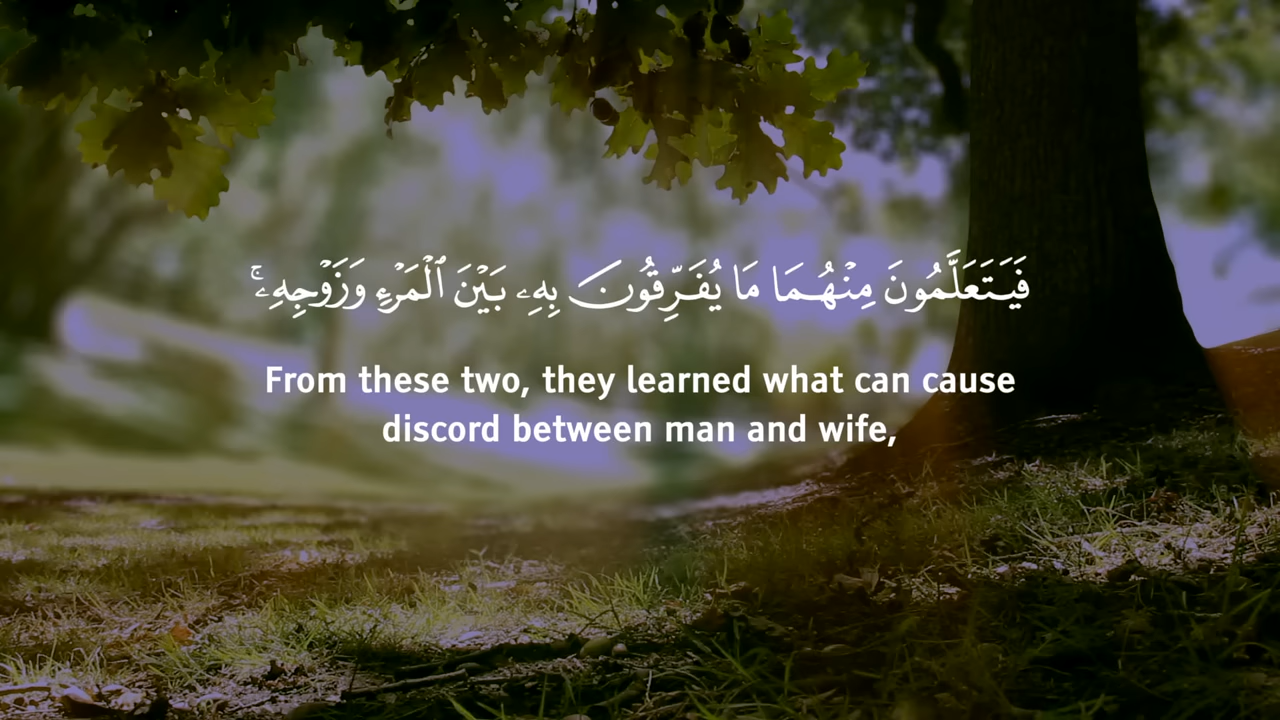 فَيَتَعَلَّمُونَ مِنْهُمَا مَا يُفَرِّقُونَ بِهِۦ بَيْنَ ٱلْمَرْءِ وَزَوْجِهِۦۚ
From these two, they learned what can cause
discord between man and wife,